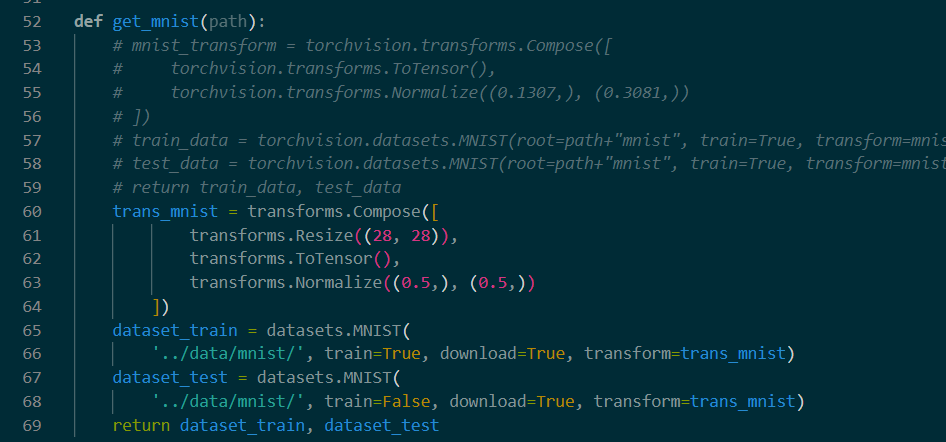 52 def get_mnist(path):
53 # mnist_transform = torchvision.transforms.Compose([
54 #     torchvision.transforms.ToTensor(),
55 #     torchvision.transforms.Normalize((0.1307,), (0.3081,))
56 # ])
57 # train_data = torchvision.datasets.MNIST(root=path+"mnist", train=True, transform=mnis
58 # test_data = torchvision.datasets.MNIST(root=path+"mnist", train=True, transform=mnist
59 # return train_data, test_data
60 trans_mnist = transforms.Compose([
61 transforms.Resize((28, 28)),
62 transforms.ToTensor(),
63 transforms.Normalize((0.5,), (0.5,))
64 ])
65 dataset_train = datasets.MNIST(
66 '../data/mnist/', train=True, download=True, transform=trans_mnist)
67 dataset_test = datasets.MNIST(
68 '../data/mnist/', train=False, download=True, transform=trans_mnist)
69 return dataset_train, dataset_test